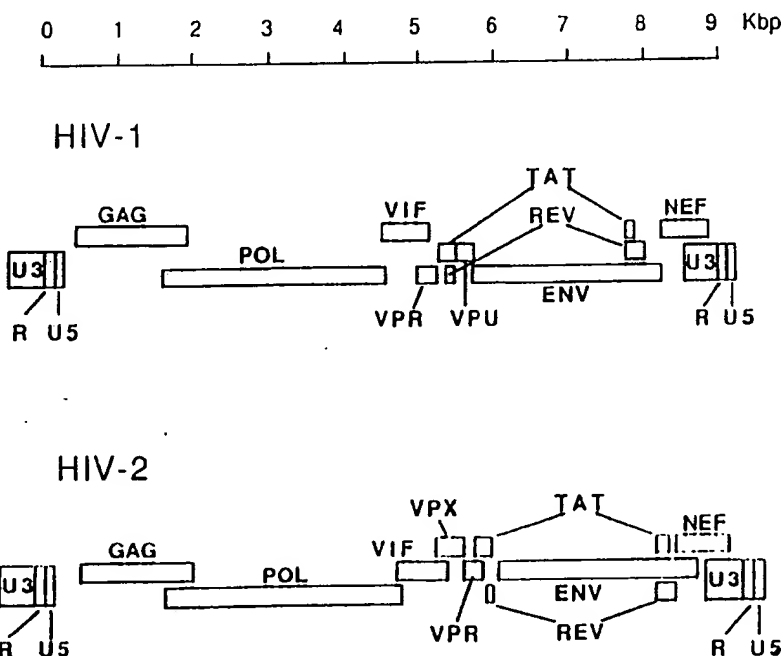 0 1 2 3 4 5 6 7 8 9 Kbp
HIV-1
TAT
GAG VIF REV NEF
U3 POL U3
ENV
R U5 VPR VPU R U5
HIV-2
VPX TAT NEF
GAG VIF
U3 POL ENV U3
VPR REV
R U5 R U5